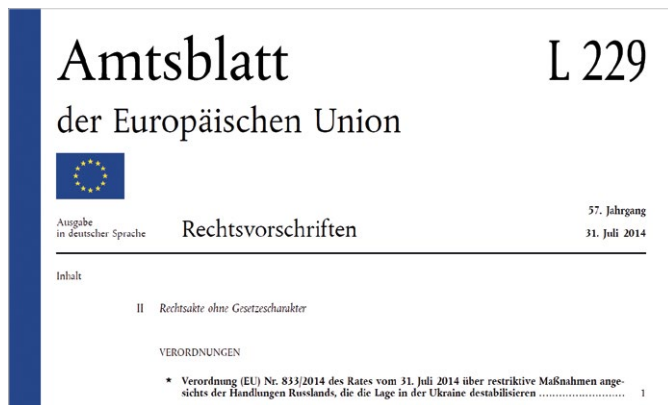 Amtsblatt
L 229
der Europäischen Union
57. Jahrgang
Ausgabe
in deutscher Sprache
Rechtsvorschriften
31. Juli 2014
Inhalt
II Rechtsakte ohne Gesetzescharakter
VERORDNUNGEN
* Verordnung (EU) Nr. 833/2014 des Rates vom 31. Juli 2014 über restriktive Maßnahmen ange-
sichts der Handlungen Russlands, die die Lage in der Ukraine destabilisieren ........................ 1